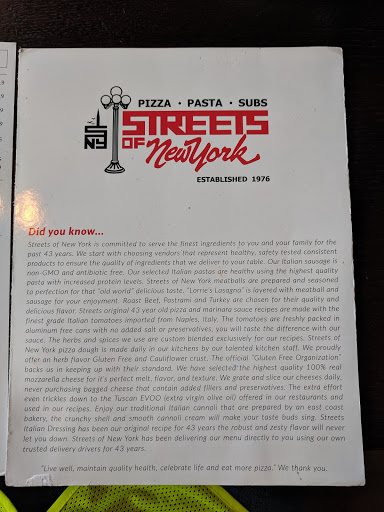 PIZZA · PASTA · SUBS
S
NY
STREETS
OF New York
ESTABLISHED 1976
Did you know...
Streets of New York is committed to serve the finest ingredients to you and your family for the
past 43 years. We start with choosing vendors that represent healthy, safety tested consistent
products to ensure the quality of ingredients that we deliver to your table. Our Italian sausage is
non-GMO and antibiotic free. Our selected Italian pastas are healthy using the highest quality
pasta with increased protein levels. Streets of New York meatballs are prepared and seasoned
to perfection for that "old world" delicious taste. "Lorrie's Lasagna" is layered with meatball and
sausage for your enjoyment. Roast Beef, Pastrami and Turkey are chosen for their quality and
delicious flavor. Streets original 43 year old pizza and marinara sauce recipes are made with the
finest grade Italian tomatoes imported from Naples, Italy. The tomatoes are freshly packed in
aluminum free cans with no added salt or preservatives, you will taste the difference with our
sauce. The herbs and spices we use are custom blended exclusively for our recipes. Streets of
New York pizza dough is made daily in our kitchens by our talented kitchen staff. We proudly
offer an herb flavor Gluten Free and Cauliflower crust. The official "Gluten Free Organization"
backs us in keeping up with their standard. We have selected the highest quality 100% real
mozzarella cheese for it's perfect melt, flavor, and texture. We grate and slice our cheeses daily,
never purchasing bagged cheese that contain added fillers and preservatives. The extra effort
even trickles down to the Tuscan EVOO (extra virgin olive oil) offered in our restaurants and
used in our recipes. Enjoy our traditional Italian cannoli that are prepared by an east coast
bakery, the crunchy shell and smooth cannoli cream will make your taste buds sing. Streets
Italian Dressing has been our original recipe for 43 years the robust and zesty flavor will never
let you down. Streets of New York has been delivering our menu directly to you using our own
trusted delivery drivers for 43 years.
"Live well, maintain quality health, celebrate life and eat more pizza." We thank you.